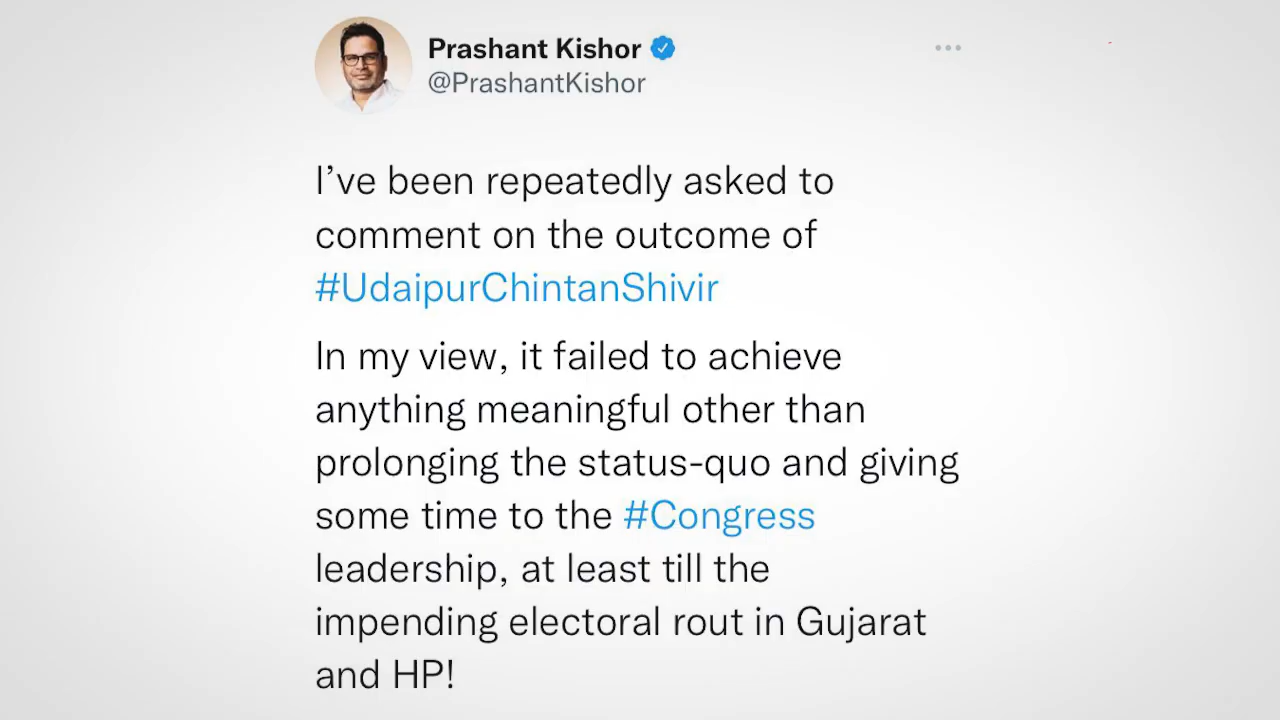 Prashant Kishor
@PrashantKishor
I've been repeatedly asked to
comment on the outcome of
#UdaipurChintanShivir
In my view, it failed to achieve
anything meaningful other than
prolonging the status-quo and giving
some time to the #Congress
leadership, at least till the
impending electoral rout in Gujarat
and HP!